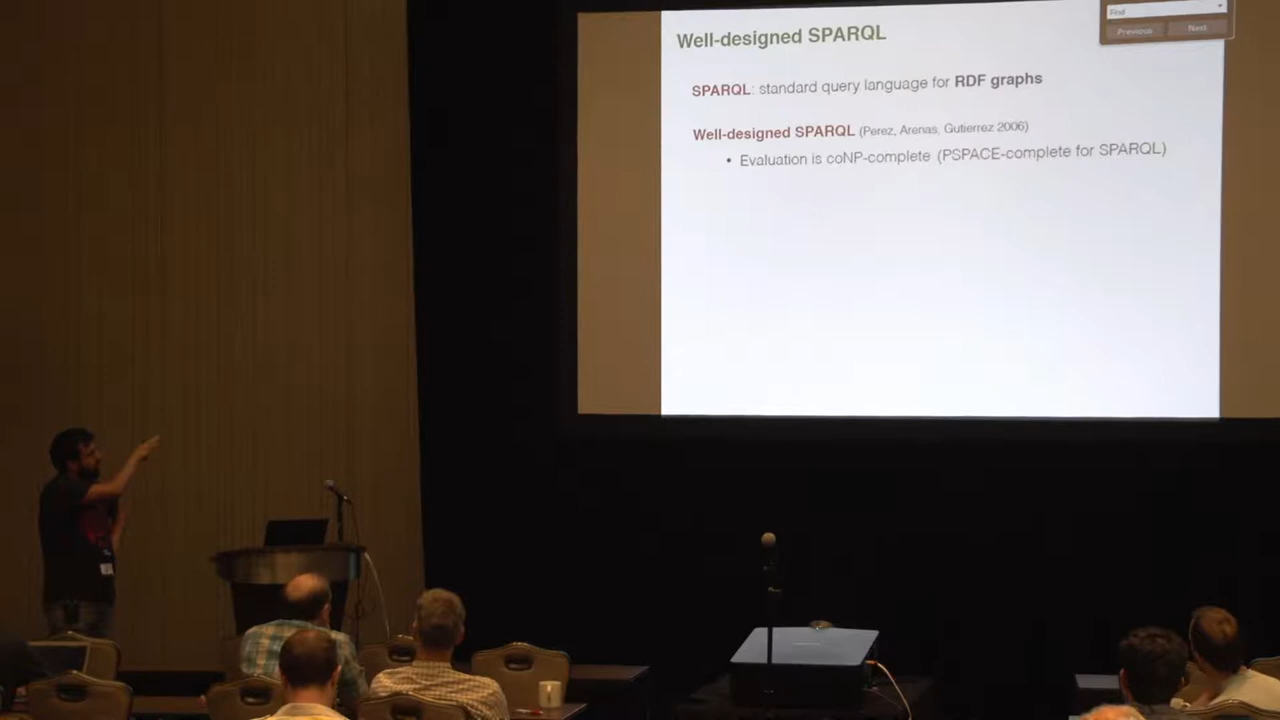 Well-designed SPARQL
Find
Previous Next
SPARQL: standard query language for RDF graphs
Well-designed SPARQL (Perez, Arenas, Gutierrez 2006)
• Evaluation is coNP-complete (PSPACE-complete for SPARQL)